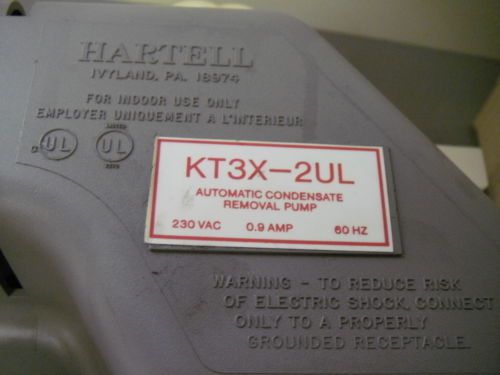 HARTELL
IVYLAND, PA. 18974
FOR INDOOR USE ONLY
EMPLOYER UNIQUEMENT A L'INTERIEUR
C UL
LISTED
UL
KT3X-2UL
AUTOMATIC CONDENSATE
REMOVAL PUMP
230 VAC 0.9 AMP 60 HZ
WARNING - TO REDUCE RISK
OF ELECTRIC SHOCK, CONNECT
ONLY TO A PROPERLY
GROUNDED RECEPTACLE.